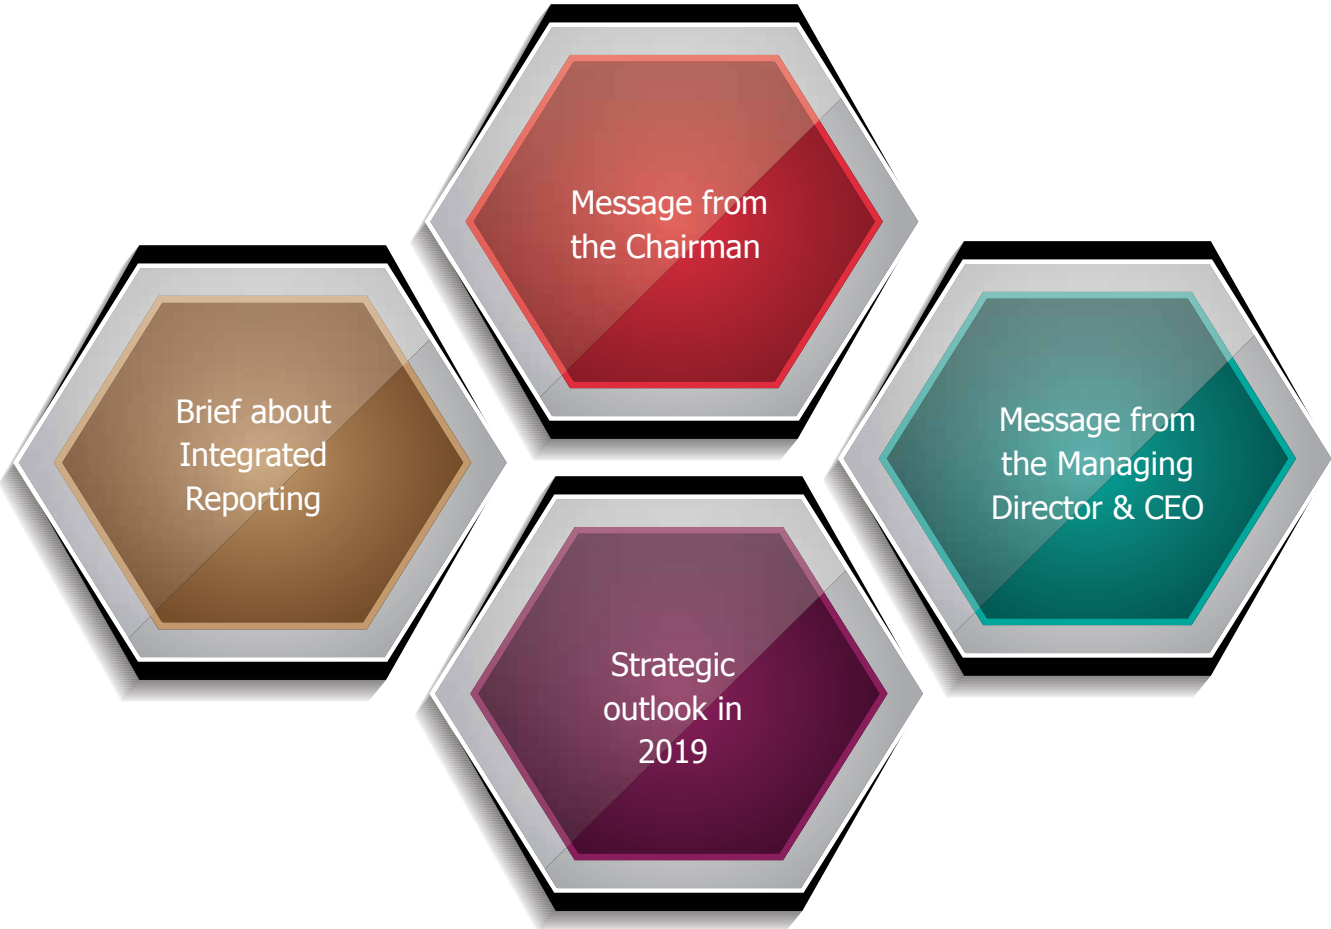 Message from
the Chairman
Brief about
Integrated
Reporting
Message from
the Managing
Director & CEO
Strategic
outlook in
2019